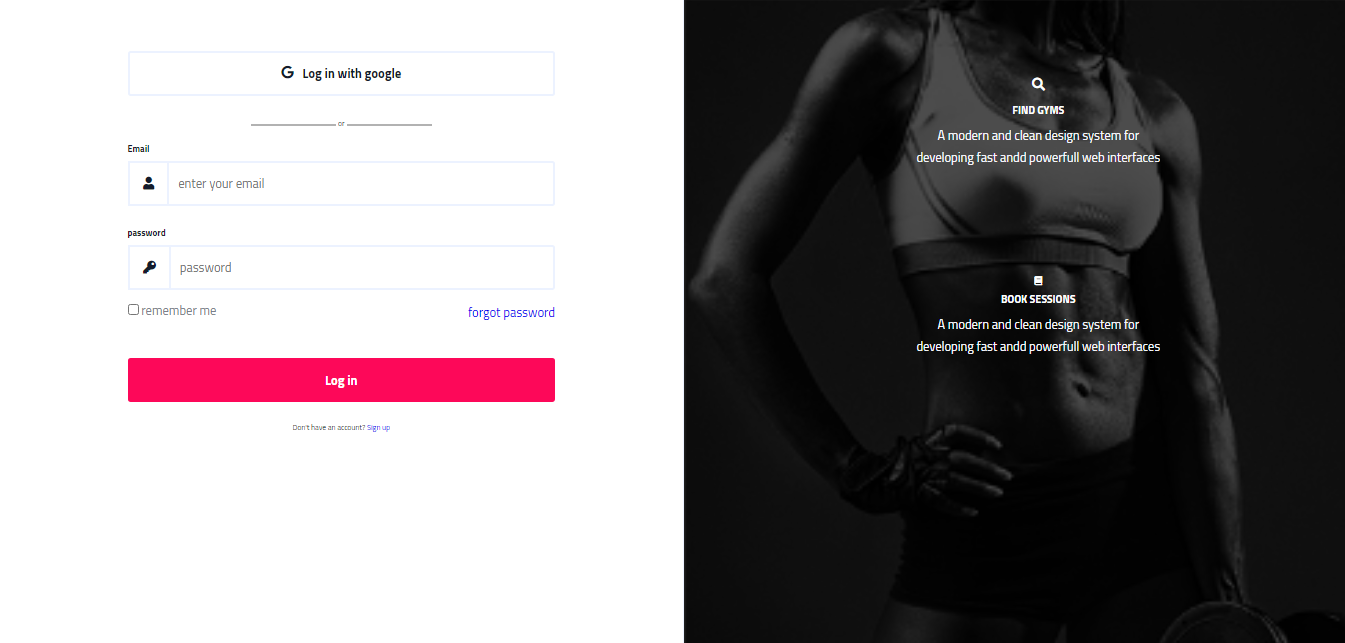 Log in with google
or
Email
enter your email
password
password
remember me
forgot password
Log in
Don't have an account? Sign up
FIND GYMS
A modern and clean design system for
developing fast andd powerfull web interfaces
BOOK SESSIONS
A modern and clean design system for
developing fast andd powerfull web interfaces